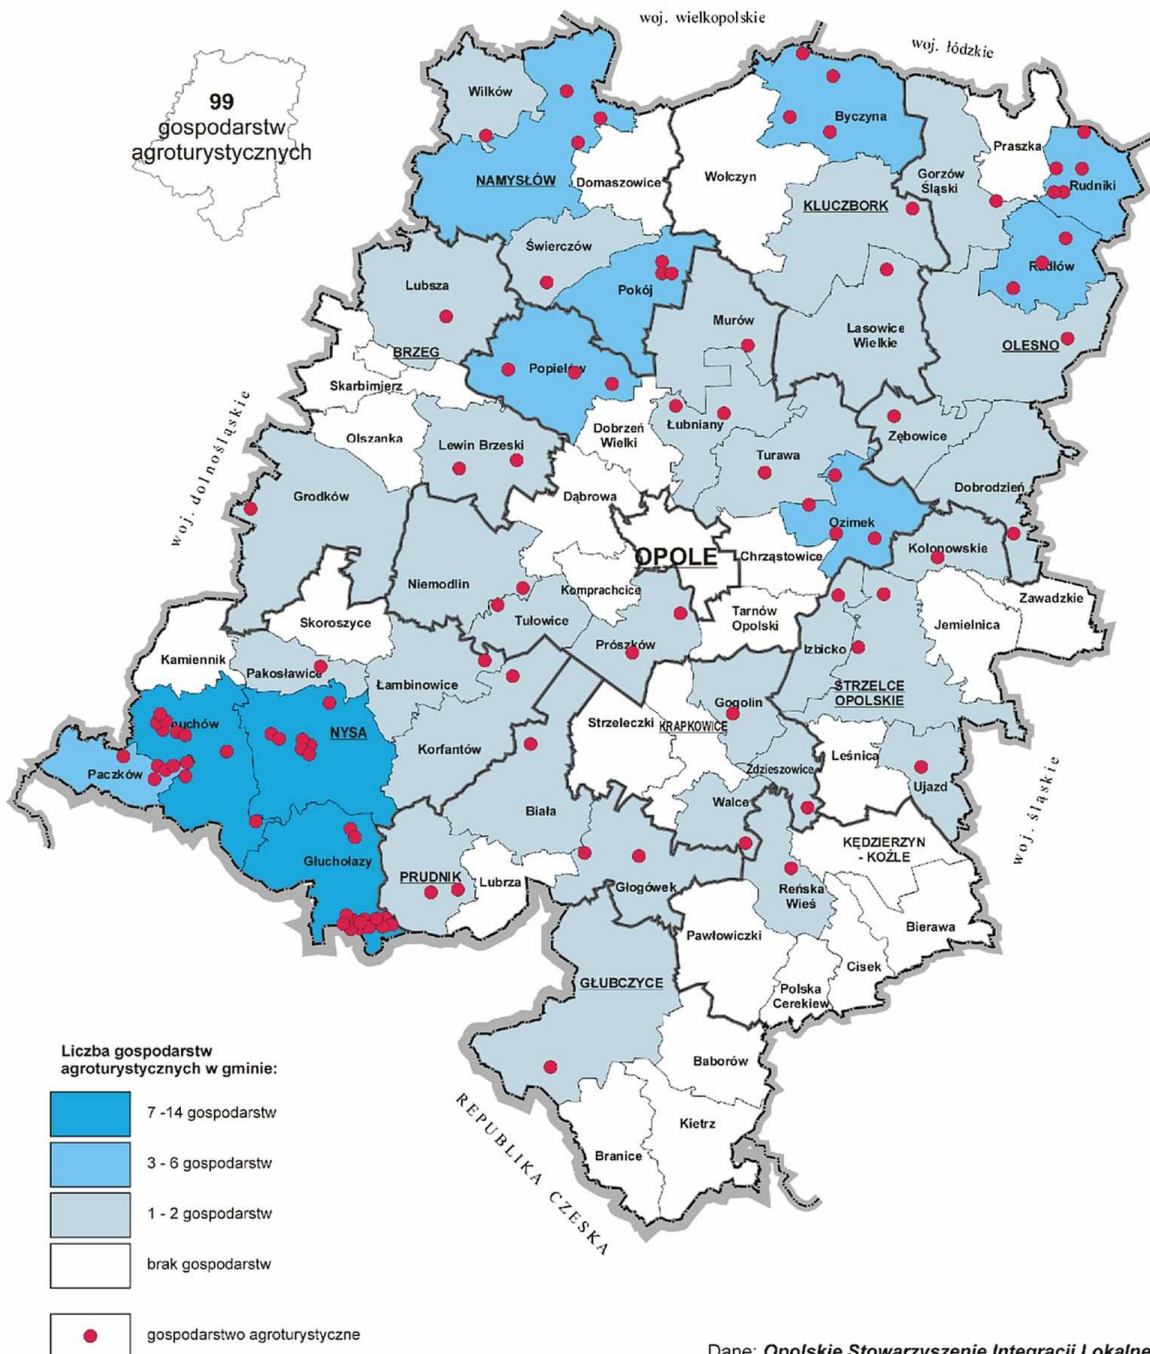 woj. wielkopolskie
woj. łódzkie
99
gospodarstw
agroturystycznych
Wilków
Byczyna
Praszka
NAMYSŁÓW
Domaszowice
Wołczyn
Gorzów
Śląski
Rudniki
KLUCZBORK
Świerczów
Radłów
Lubsza
Pokój
Murów
Lasowice
Wielkie
OLESNO
BRZEG
Skarbimierz
Popielów
woj. dolnośląskie
Olszanka
Lewin Brzeski
Dobrzeń
Wielki
Łubniany
Zębowice
Turawa
Grodków
Dąbrowa
Dobrodzień
Ozimek
OPOLE
Chrząstowice
Kolonowskie
Niemodlin
Komprachcice
Zawadzkie
Skoroszyce
Tułowice
Tarnów
Opolski
Jemielnica
Prószków
Izbicko
Kamiennik
Pakosławice
Łambinowice
STRZELCE
OPOLSKIE
Gogolin
Strzeleczki
KRAPKOWICE
NYSA
Korfantów
Leśnica
Paczków
Zdzieszowice
Ujazd
Walce
Biała
woj. śląskie
KĘDZIERZYN
- KOŹLE
Głuchołazy
PRUDNIK
Lubrza
Głogówek
Reńska
Wieś
Bierawa
Pawłowiczki
Cisek
GŁUBCZYCE
Polska
Cerekiew
Baborów
REPUBLIKA CZESKA
Kietrz
Branice
Liczba gospodarstw
agroturystycznych w gminie:
7 -14 gospodarstw
3 - 6 gospodarstw
1 - 2 gospodarstw
brak gospodarstw
gospodarstwo agroturystyczne